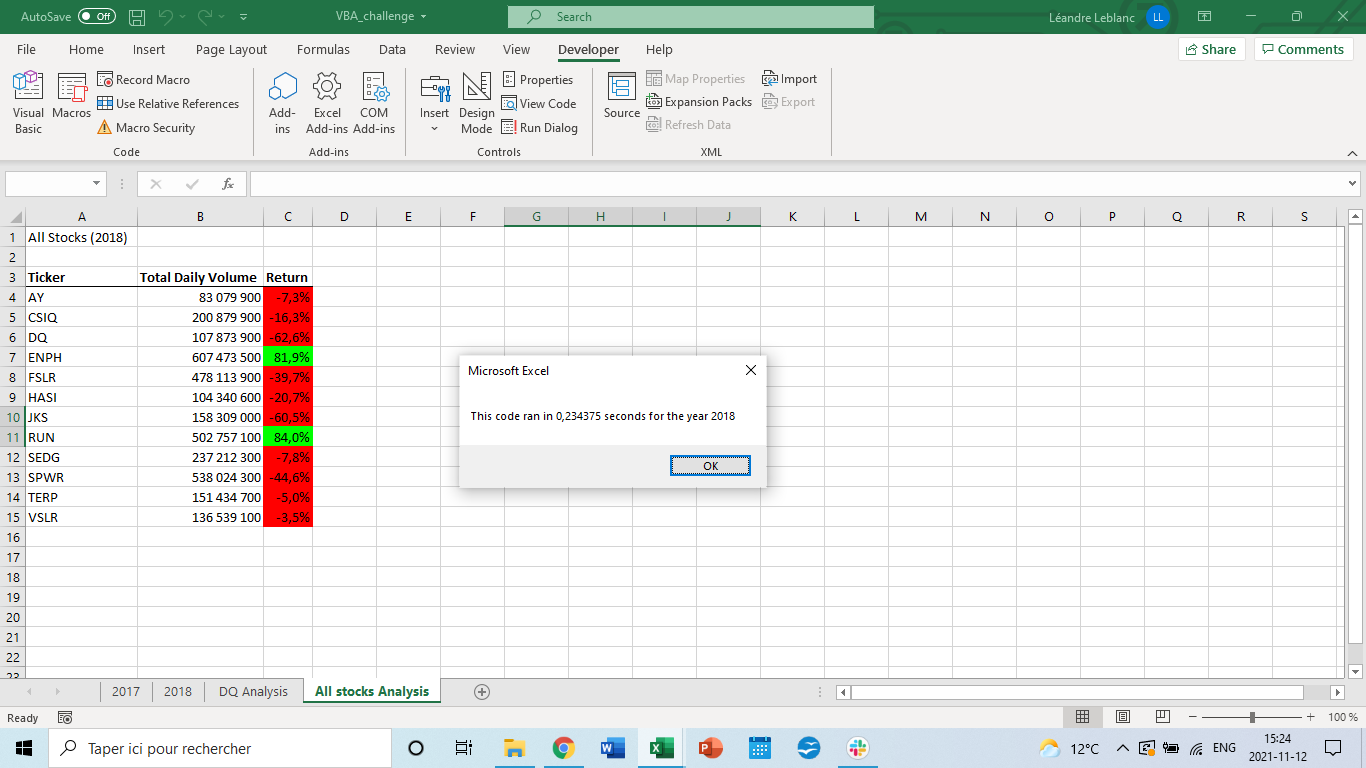 AutoSave Off VBA_challenge Search Léandre Leblanc LL
File Home Insert Page Layout Formulas Data Review View Developer Help Share Comments
Visual Basic
Macros
Record Macro
Use Relative References
Macro Security
Code
Add-ins
Excel Add-ins
COM Add-ins
Add-ins
Insert
Design Mode
Properties
View Code
Run Dialog
Controls
Source
Map Properties
Expansion Packs
Refresh Data
Import
Export
XML
fx
A B C D E F G H I J K L M N O P Q R S
1 All Stocks (2018)
2
3 Ticker Total Daily Volume Return
4 AY 83 079 900 -7,3%
5 CSIQ 200 879 900 -16,3%
6 DQ 107 873 900 -62,6%
7 ENPH 607 473 500 81,9%
8 FSLR 478 113 900 -39,7%
9 HASI 104 340 600 -20,7%
10 JKS 158 309 000 -60,5%
11 RUN 502 757 100 84,0%
12 SEDG 237 212 300 -7,8%
13 SPWR 538 024 300 -44,6%
14 TERP 151 434 700 -5,0%
15 VSLR 136 539 100 -3,5%
16
17
18
19
20
21
22
23
Microsoft Excel
This code ran in 0,234375 seconds for the year 2018
OK
2017 2018 DQ Analysis All stocks Analysis
Ready 100 %
Taper ici pour rechercher 12°C ENG 15:24
2021-11-12